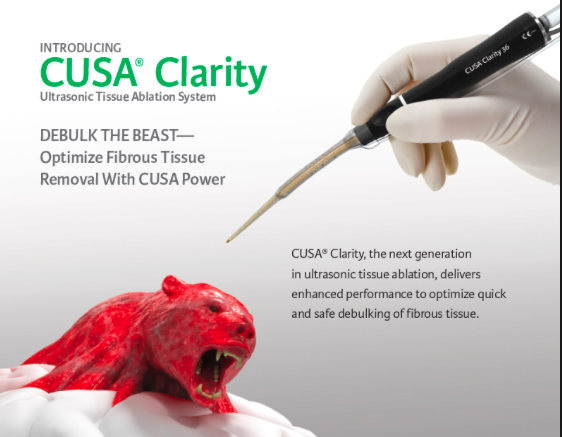 INTRODUCING
CUSA® Clarity
Ultrasonic Tissue Ablation System
DEBULK THE BEAST—
Optimize Fibrous Tissue
Removal With CUSA Power
CUSA Clarity 36
CE
CUSA® Clarity, the next generation
in ultrasonic tissue ablation, delivers
enhanced performance to optimize quick
and safe debulking of fibrous tissue.